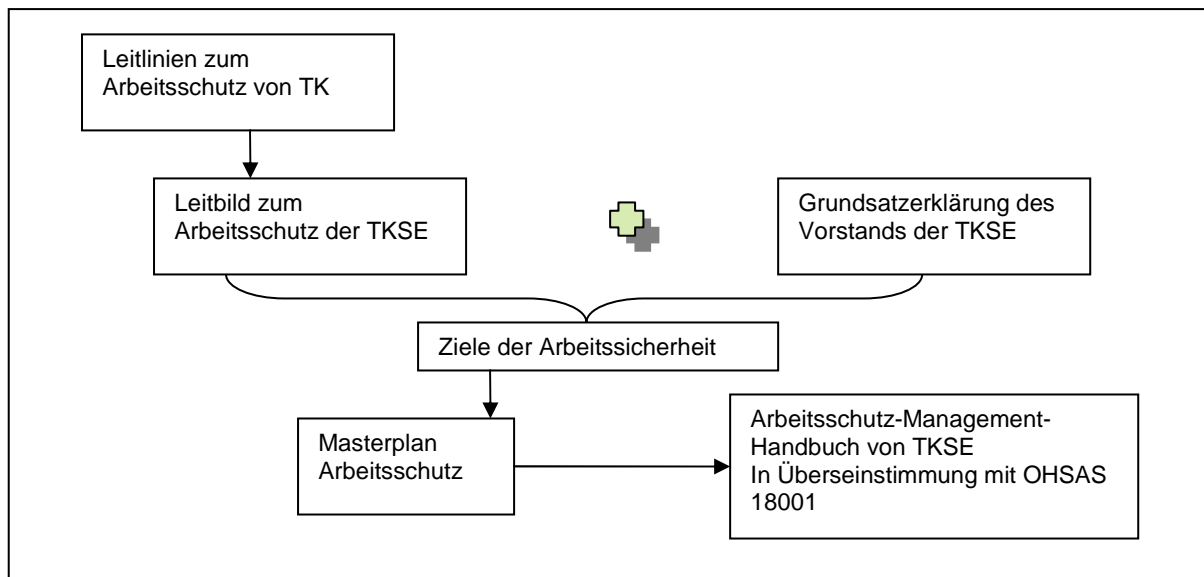 Leitlinien zum
Arbeitsschutz von TK
Leitbild zum
Arbeitsschutz der TKSE
Grundsatzerklärung des
Vorstands der TKSE
Ziele der Arbeitssicherheit
Masterplan
Arbeitsschutz
Arbeitsschutz-Management-
Handbuch von TKSE
In Überseinstimmung mit OHSAS
18001